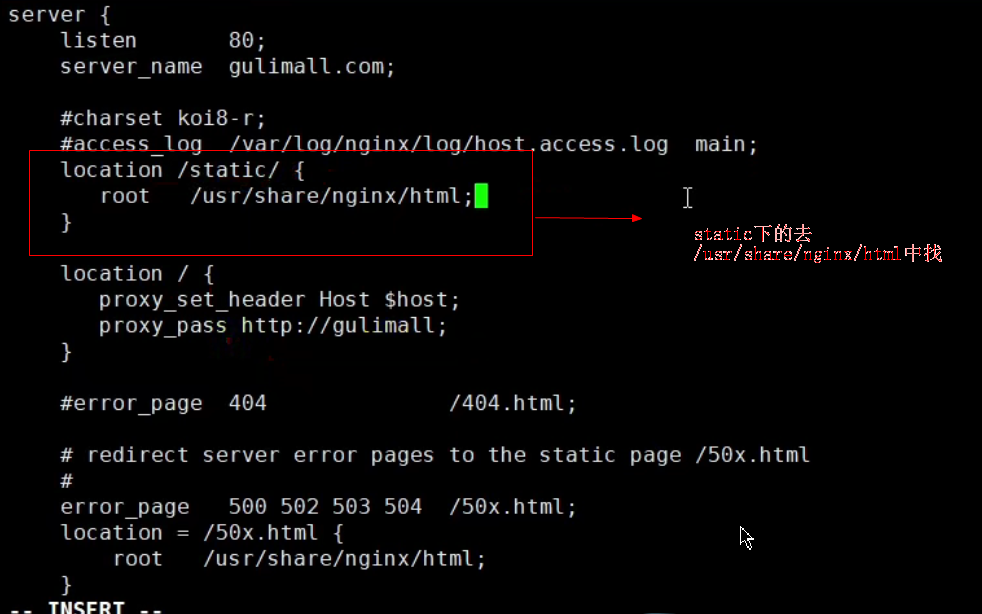 server {
    listen       80;
    server_name  gulimall.com;
    #charset koi8-r;
    #access_log  /var/log/nginx/log/host.access.log  main;
    location /static/ {
       root   /usr/share/nginx/html;
    }
static下的去
/usr/share/nginx/html中找
    location / {
       proxy_set_header Host $host;
       proxy_pass http://gulimall;
    }
    #error_page  404              /404.html;
    # redirect server error pages to the static page /50x.html
    #
    error_page   500 502 503 504  /50x.html;
    location = /50x.html {
        root   /usr/share/nginx/html;
    }
-- INSERT --